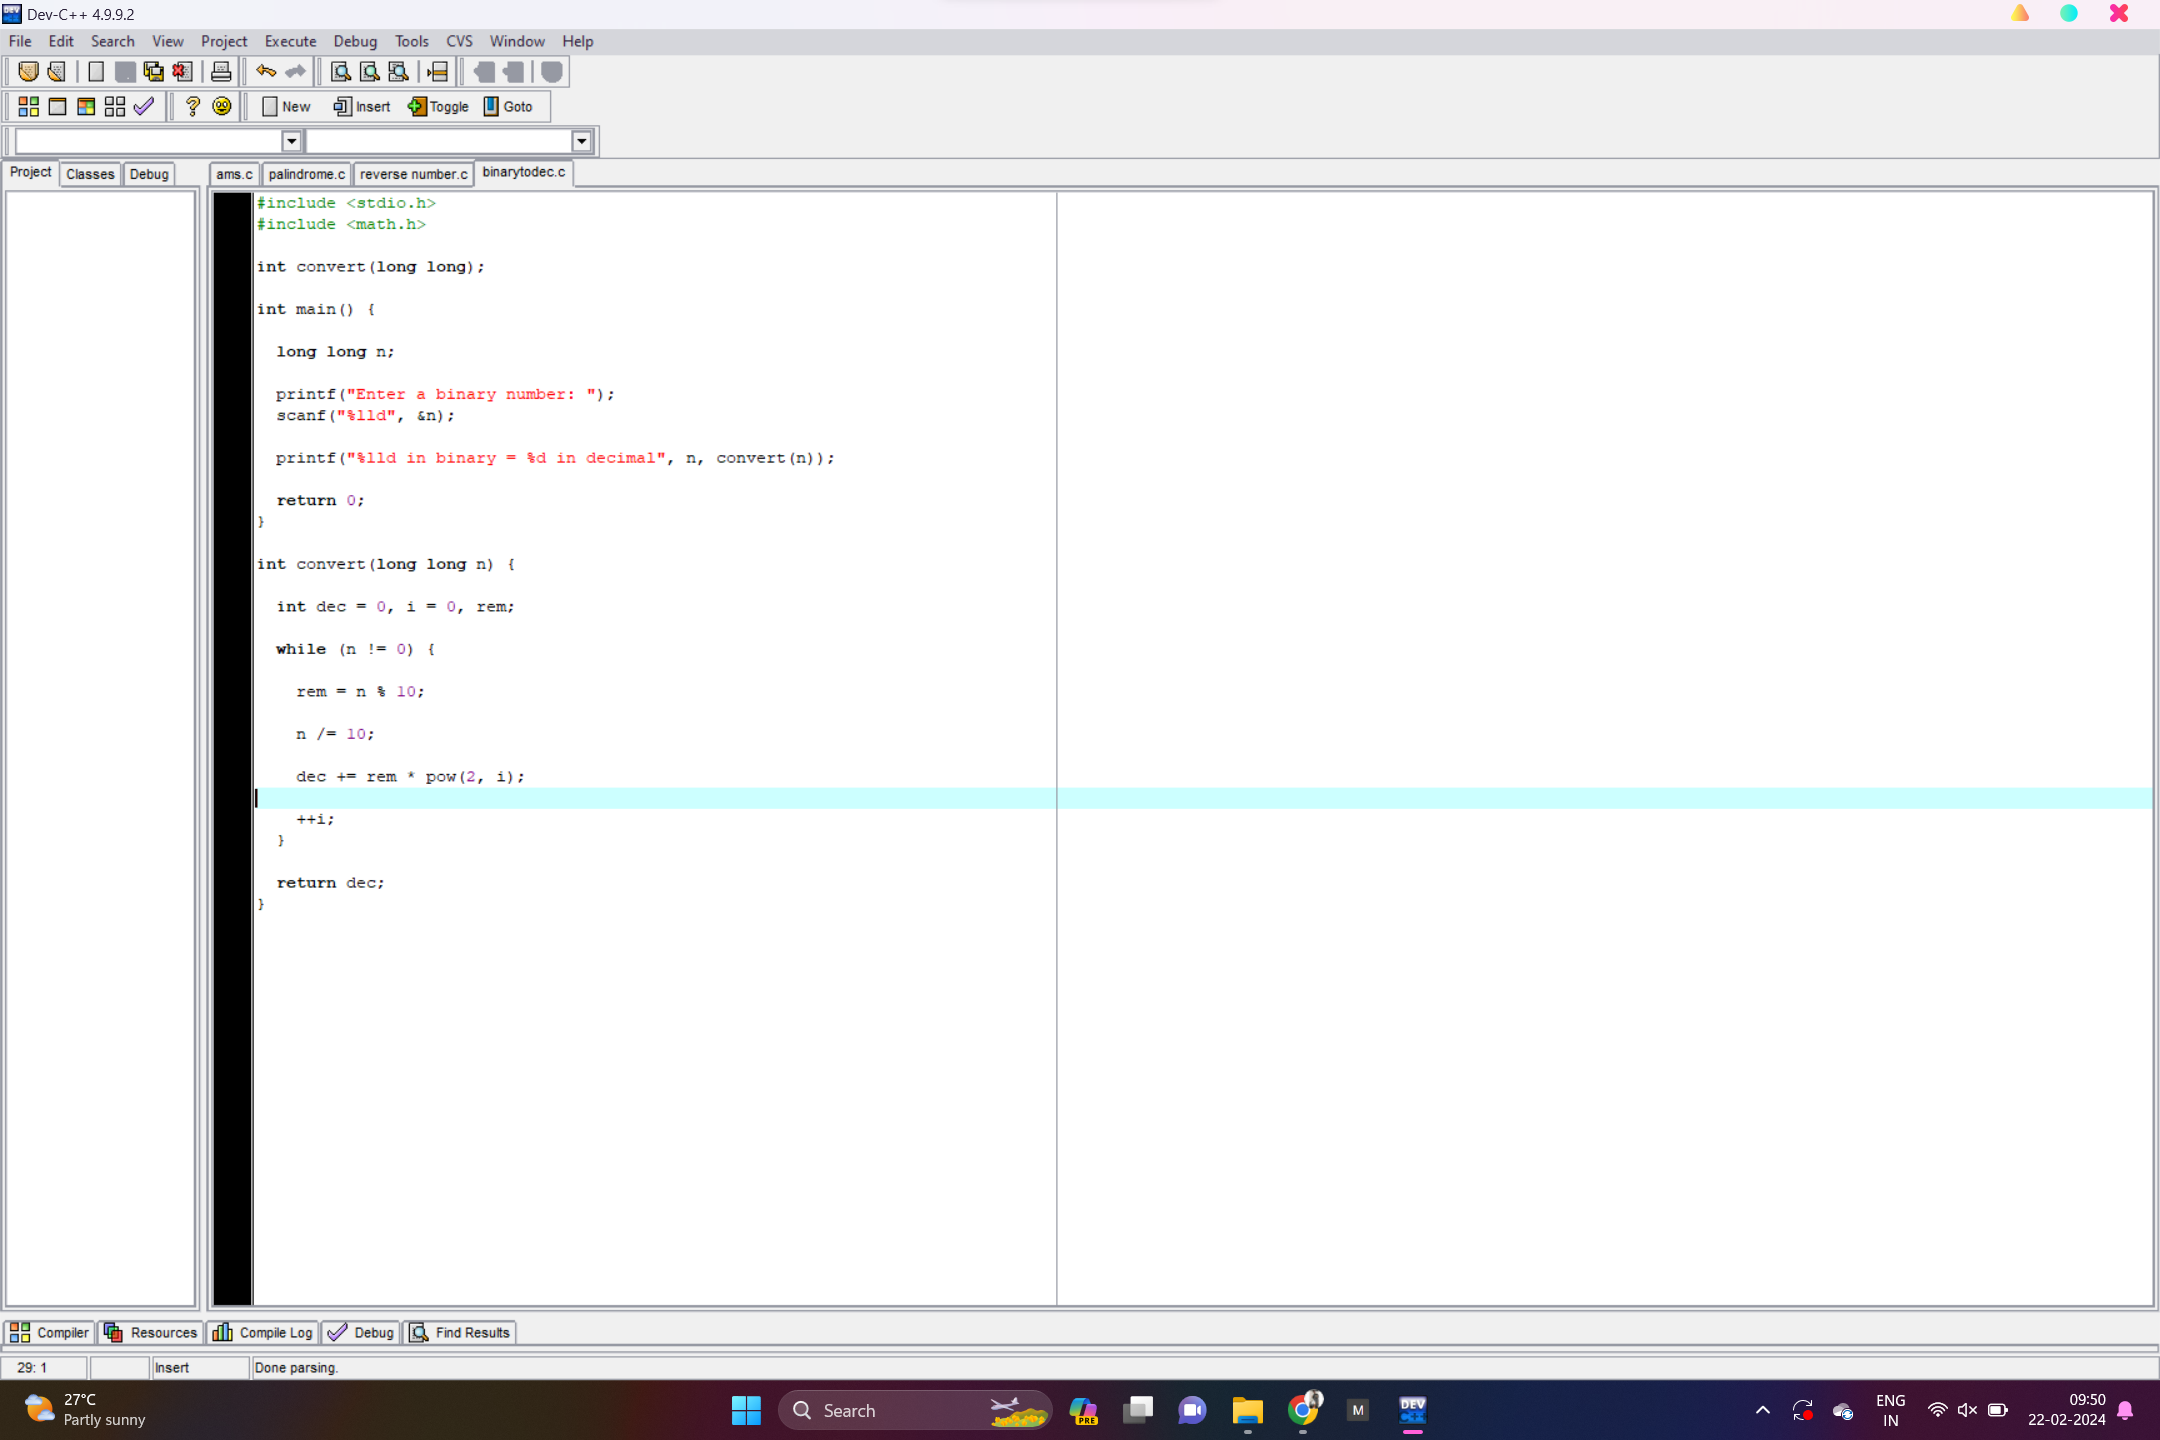 Dev-C++ 4.9.9.2
File Edit Search View Project Execute Debug Tools CVS Window Help
New Insert Toggle Goto
Project Classes Debug ams.c palindrome.c reverse number.c binarytodec.c
#include <stdio.h>
#include <math.h>
int convert(long long);
int main() {
long long n;
printf("Enter a binary number: ");
scanf("%lld", &n);
printf("%lld in binary = %d in decimal", n, convert(n));
return 0;
}
int convert(long long n) {
int dec = 0, i = 0, rem;
while (n != 0) {
rem = n % 10;
n /= 10;
dec += rem * pow(2, i);
++i;
}
return dec;
}
Compiler Resources Compile Log Debug Find Results
29: 1 Insert Done parsing.
27°C
Partly sunny
Search
PRE
M
DEV
C++
ENG
IN
09:50
22-02-2024